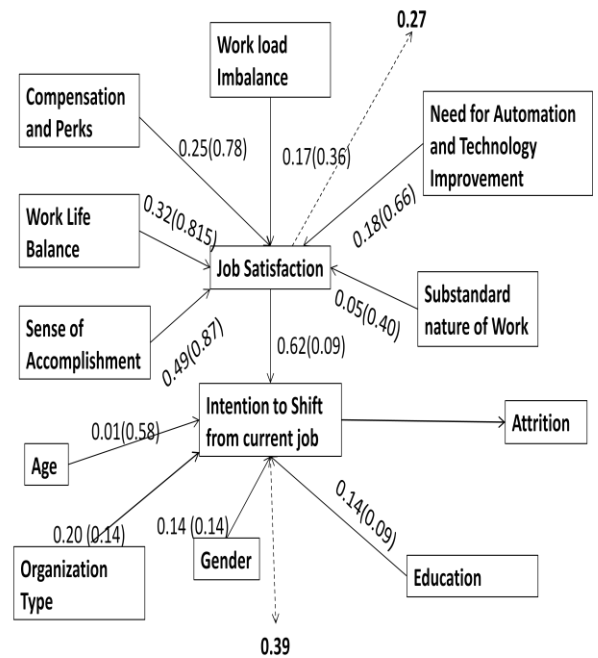 0.27
Work load
Imbalance
Compensation
and Perks
Need for Automation
and Technology
Improvement
0.25(0.78)
0.17(0.36)
0.18(0.66)
Work Life
Balance
0.32(0.815)
Job Satisfaction
Substandard
nature of Work
0.05(0.40)
Sense of
Accomplishment
0.49(0.87)
0.62(0.09)
Intention to Shift
from current job
Attrition
0.01(0.58)
Age
0.20 (0.14)
0.14 (0.14)
0.14(0.09)
Organization
Type
Gender
Education
0.39